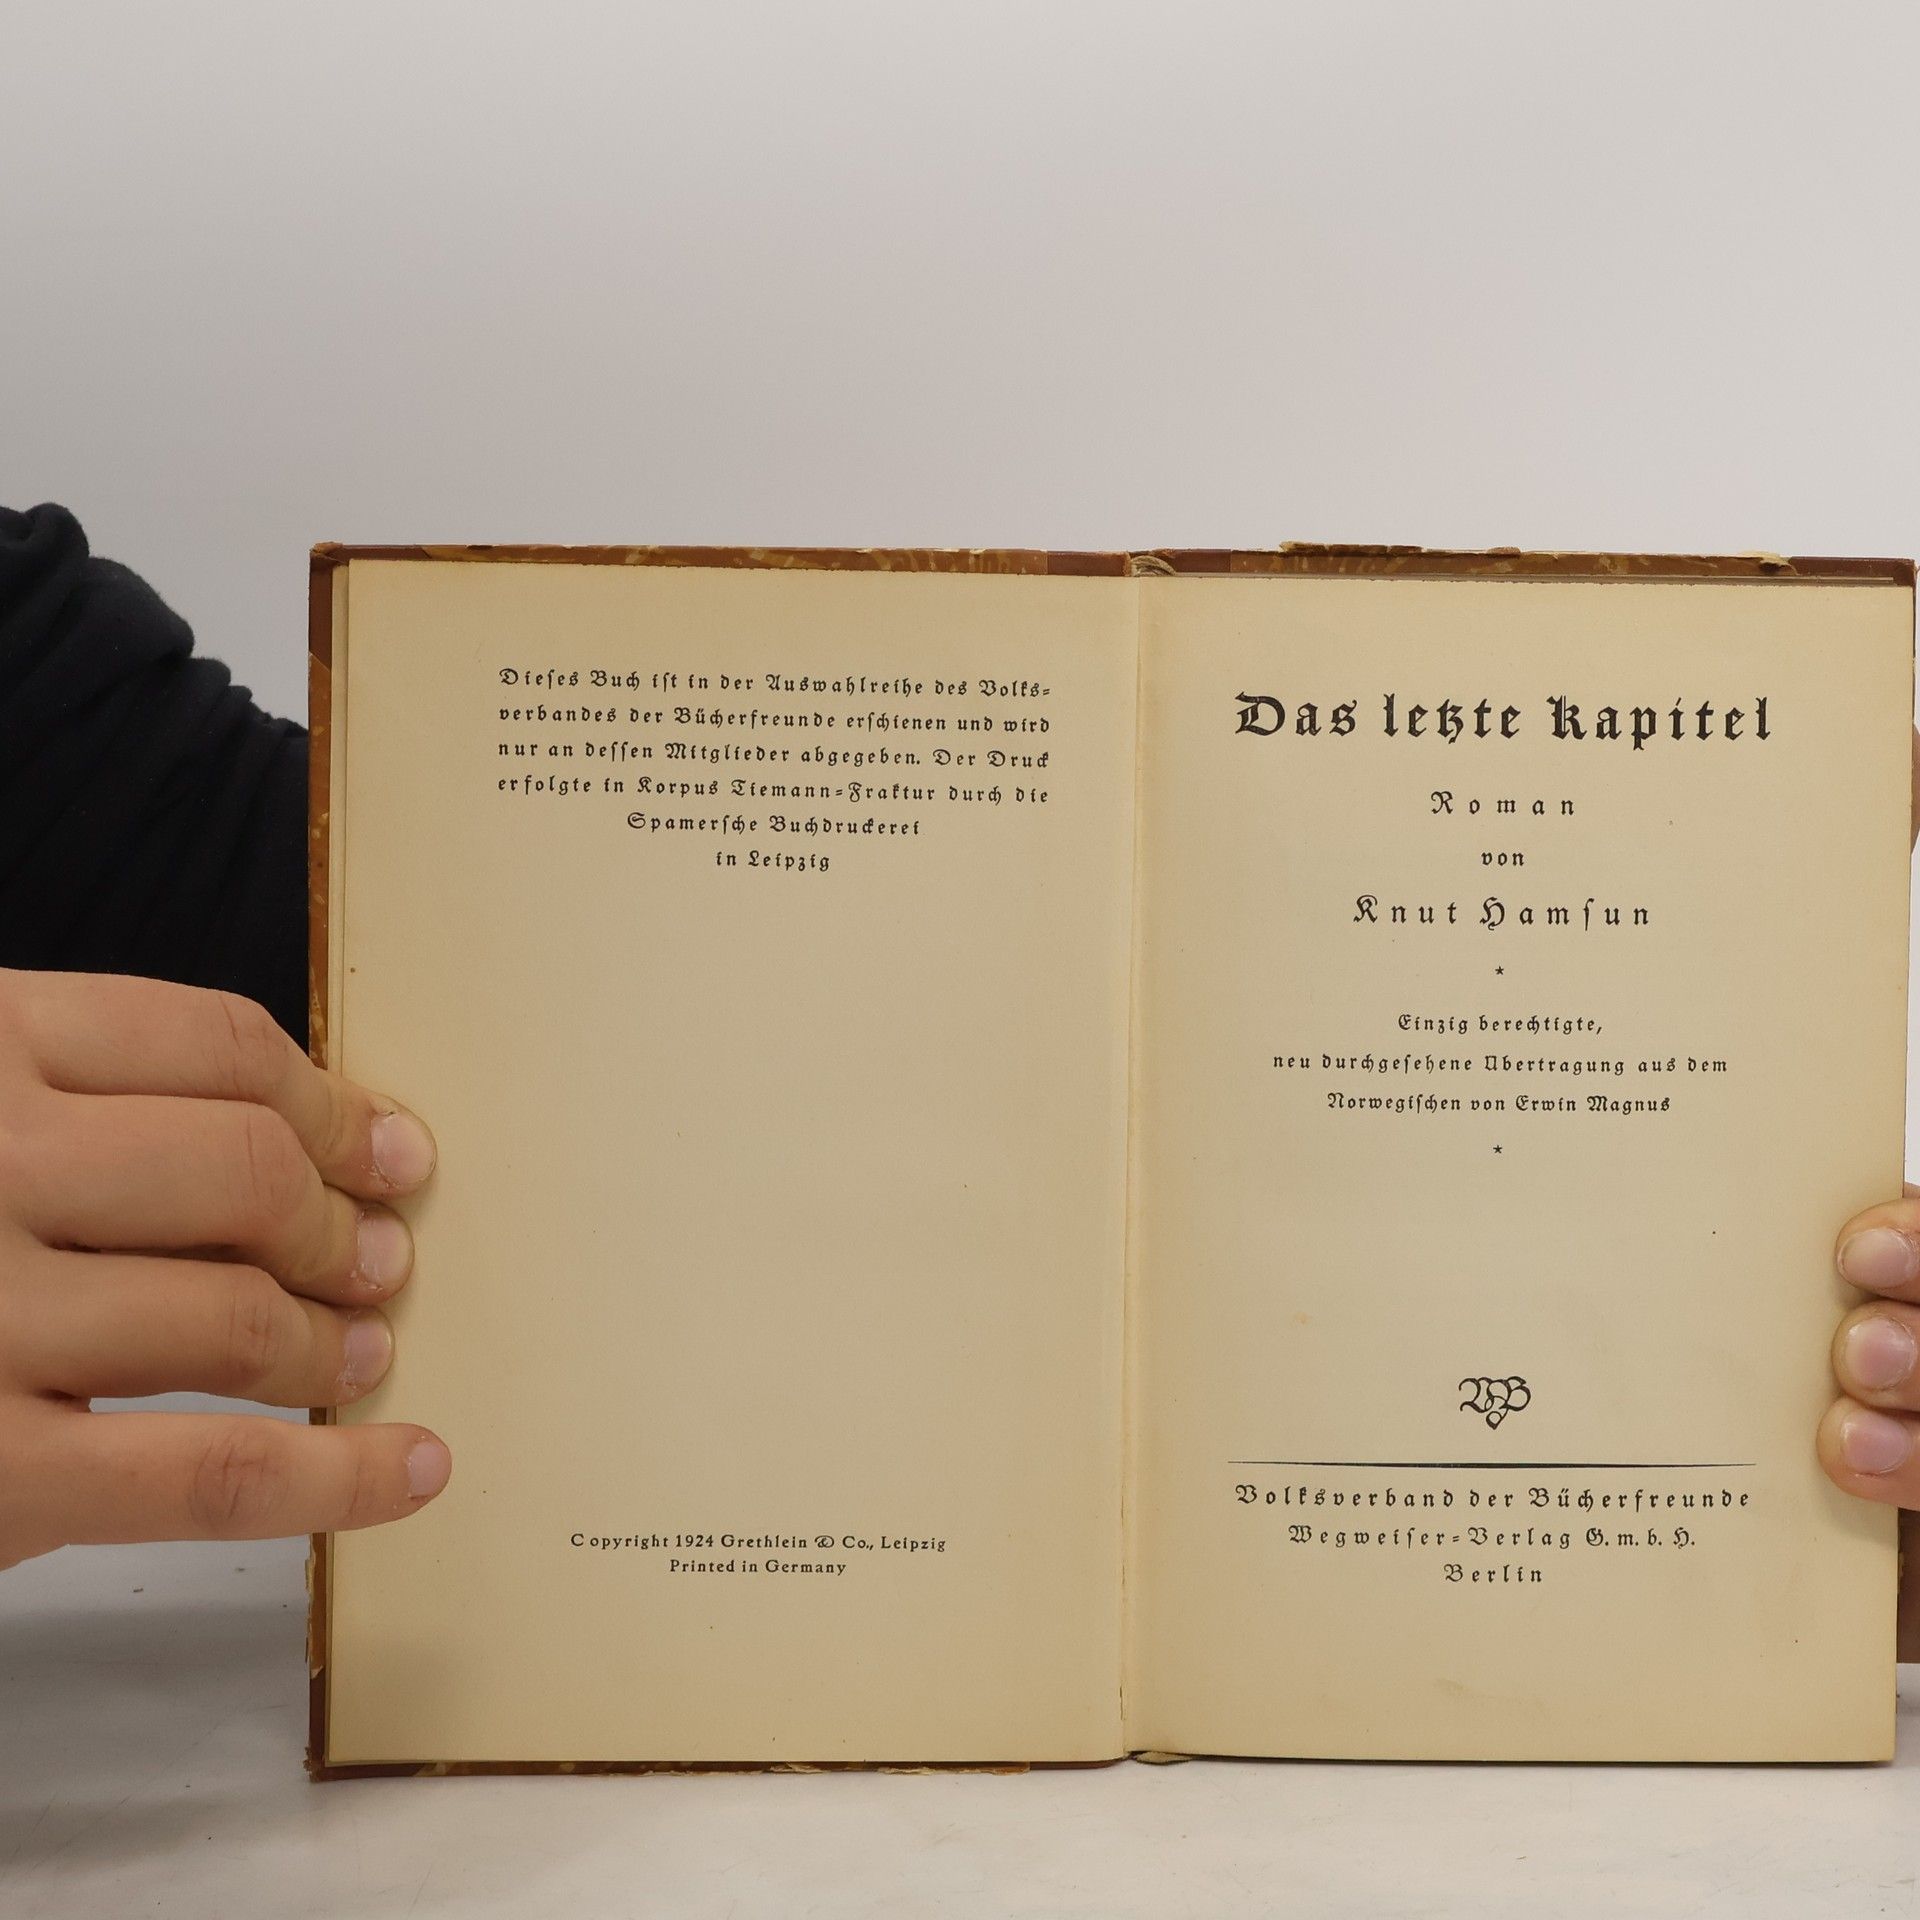 Dieſes Buch iſt in der Auswahlreihe des Volks-
verbandes der Bücherfreunde erſchienen und wird
nur an deſſen Mitglieder abgegeben. Der Druck
erfolgte in Korpus Tiemann-Fraktur durch die
Spamerſche Buchdruckerei
in Leipzig
Copyright 1924 Grethlein & Co., Leipzig
Printed in Germany
Das letzte Kapitel
Roman
von
Knut Hamſun
*
Einzig berechtigte,
neu durchgeſehene Übertragung aus dem
Norwegiſchen von Erwin Magnus
*
VB
Volksverband der Bücherfreunde
Wegweiſer-Verlag G. m. b. H.
Berlin